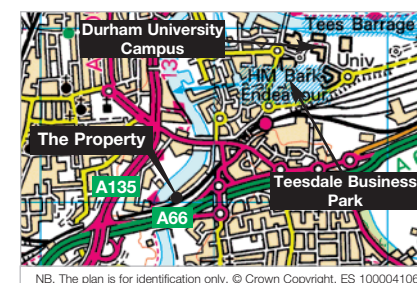 Durham University
Campus
Tees Barrage
Univ
HM Bark
Endeavour
The Property
A135
A66
Teesdale Business
Park
NB. The plan is for identification only. © Crown Copyright, ES 100004106